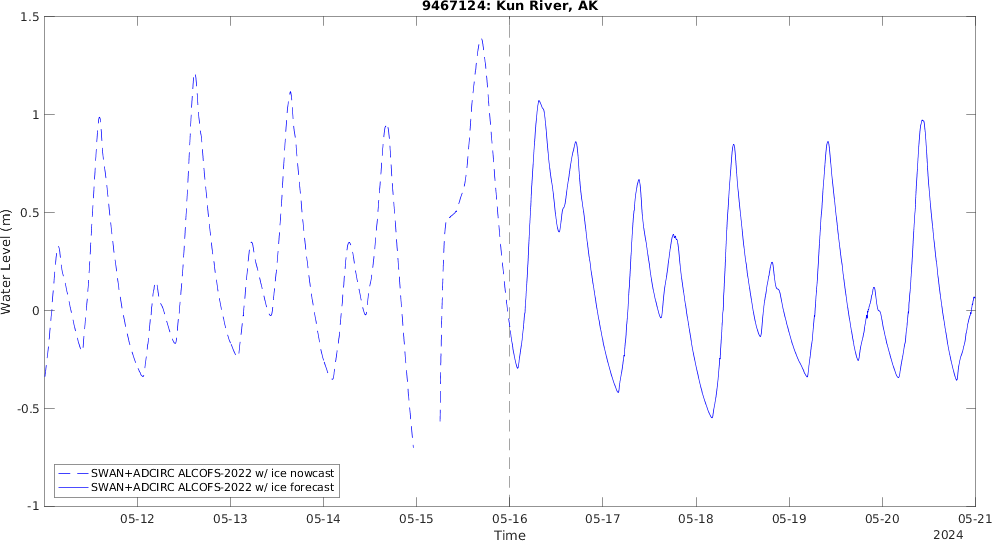 9467124: Kun River, AK
1.5
1
0.5
0
-0.5
-1
Water Level (m)
SWAN+ADCIRC ALCOFS-2022 w/ ice nowcast
SWAN+ADCIRC ALCOFS-2022 w/ ice forecast
05-12 05-13 05-14 05-15 05-16 05-17 05-18 05-19 05-20 05-21
Time
2024